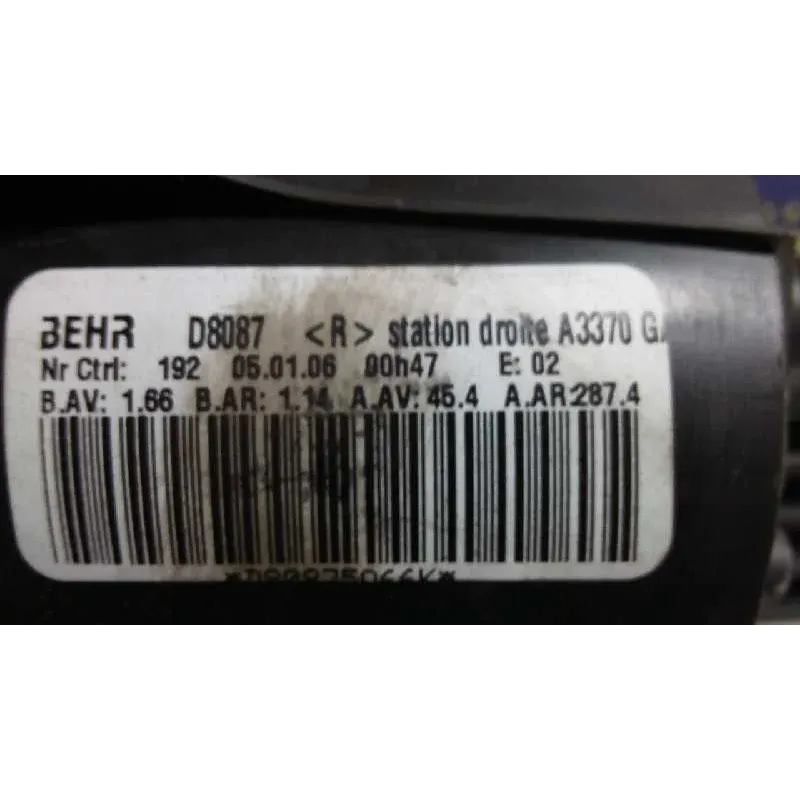 BEHR D8087 <R> station droite A3370
Nr Ctrl: 192 05.01.06 00h47 E: 02
B.AV: 1.66 B.AR: 1.14 A.AV: 45.4 A.AR:287.4